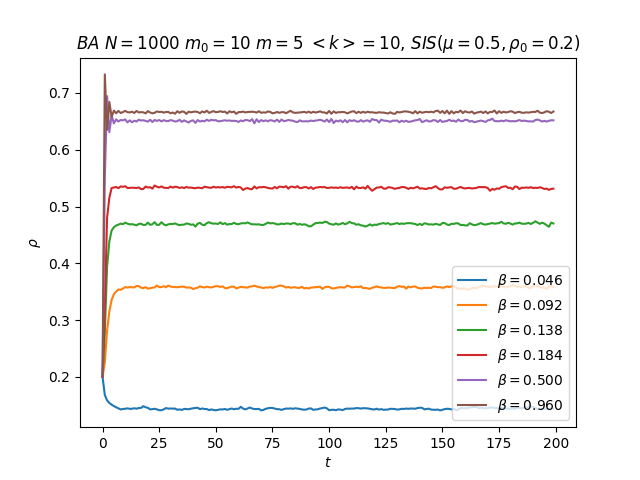 BA N = 1000 m₀ = 10 m = 5 < k >= 10, SIS(μ = 0.5, ρ₀ = 0.2)
0.7
0.6
0.5
0.4
0.3
0.2
ρ
β = 0.046
β = 0.092
β = 0.138
β = 0.184
β = 0.500
β = 0.960
0 25 50 75 100 125 150 175 200
t